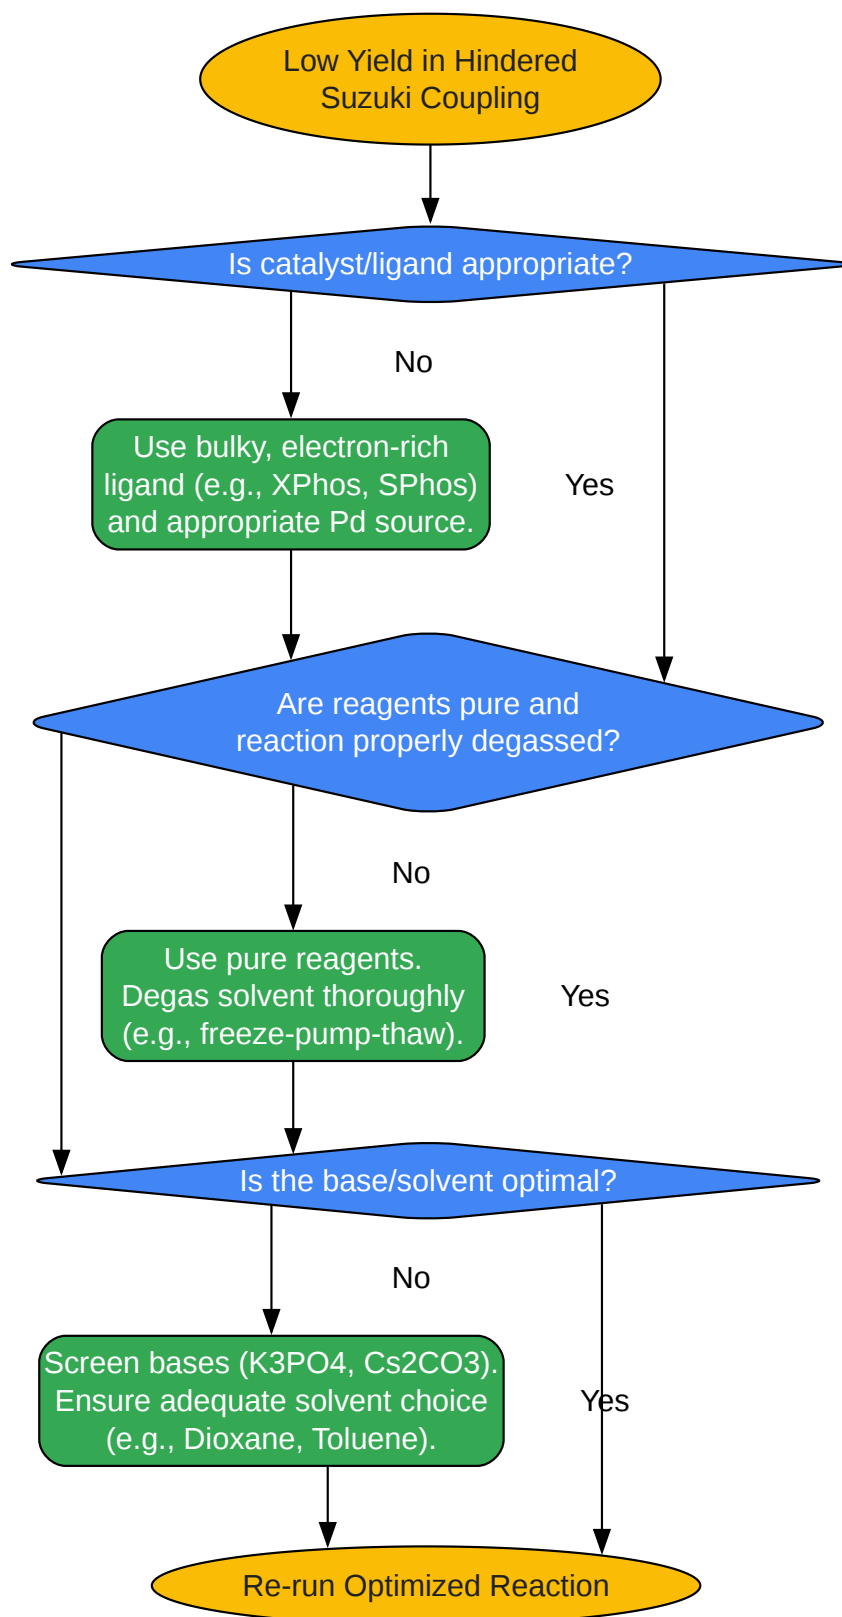 Low Yield in Hindered
Suzuki Coupling
Is catalyst/ligand appropriate?
No
Use bulky, electron-rich
ligand (e.g., XPhos, SPhos)
and appropriate Pd source.
Yes
Are reagents pure and
reaction properly degassed?
No
Use pure reagents.
Degas solvent thoroughly
(e.g., freeze-pump-thaw).
Yes
Is the base/solvent optimal?
No
Screen bases (K3PO4, Cs2CO3).
Ensure adequate solvent choice
(e.g., Dioxane, Toluene).
Yes
Re-run Optimized Reaction